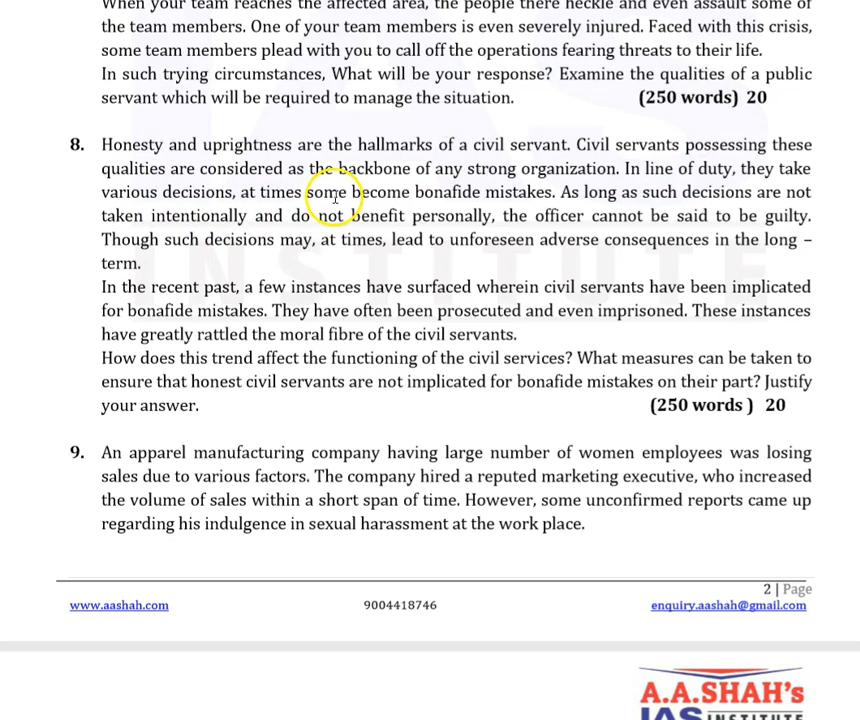 When your team reaches the affected area, the people there heckle and even assault some of
the team members. One of your team members is even severely injured. Faced with this crisis,
some team members plead with you to call off the operations fearing threats to their life.
In such trying circumstances, What will be your response? Examine the qualities of a public
servant which will be required to manage the situation. (250 words) 20
8. Honesty and uprightness are the hallmarks of a civil servant. Civil servants possessing these
qualities are considered as the backbone of any strong organization. In line of duty, they take
various decisions, at times some become bonafide mistakes. As long as such decisions are not
taken intentionally and do not benefit personally, the officer cannot be said to be guilty.
Though such decisions may, at times, lead to unforeseen adverse consequences in the long –
term.
In the recent past, a few instances have surfaced wherein civil servants have been implicated
for bonafide mistakes. They have often been prosecuted and even imprisoned. These instances
have greatly rattled the moral fibre of the civil servants.
How does this trend affect the functioning of the civil services? What measures can be taken to
ensure that honest civil servants are not implicated for bonafide mistakes on their part? Justify
your answer. (250 words ) 20
9. An apparel manufacturing company having large number of women employees was losing
sales due to various factors. The company hired a reputed marketing executive, who increased
the volume of sales within a short span of time. However, some unconfirmed reports came up
regarding his indulgence in sexual harassment at the work place.
2 | Page
www.aashah.com 9004418746 enquiry.aashah@gmail.com
A.A.SHAH's
IAS INSTITUTE